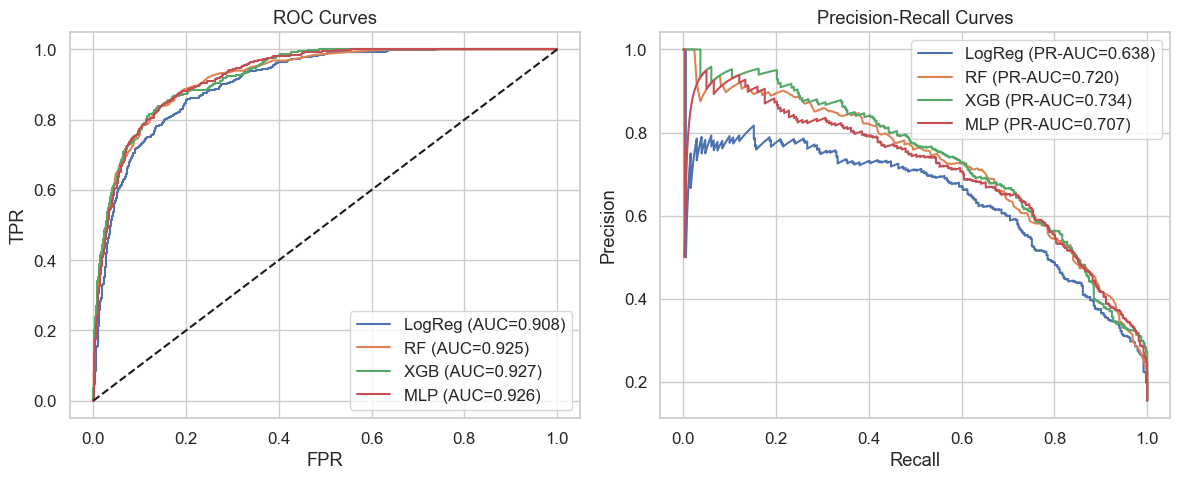 ROC Curves
TPR
1.0
0.8
0.6
0.4
0.2
0.0
0.0 0.2 0.4 0.6 0.8 1.0
FPR
LogReg (AUC=0.908)
RF (AUC=0.925)
XGB (AUC=0.927)
MLP (AUC=0.926)
Precision-Recall Curves
Precision
1.0
0.8
0.6
0.4
0.2
0.0 0.2 0.4 0.6 0.8 1.0
Recall
LogReg (PR-AUC=0.638)
RF (PR-AUC=0.720)
XGB (PR-AUC=0.734)
MLP (PR-AUC=0.707)